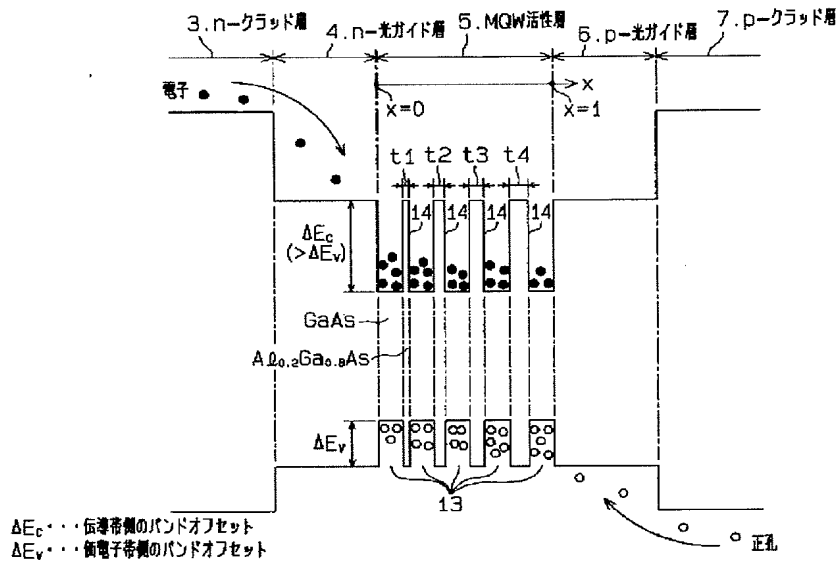 3.n-クラッド層
4.n-光ガイド層
5.MQW活性層
6.p-光ガイド層
7.p-クラッド層
電子
x
x=0
x=1
t1 t2 t3 t4
14 14 14 14
ΔEc
(>ΔEv)
GaAs
Aℓ0.2Ga0.8As
ΔEv
13
正孔
ΔEc・・・伝導帯側のバンドオフセット
ΔEv・・・価電子帯側のバンドオフセット